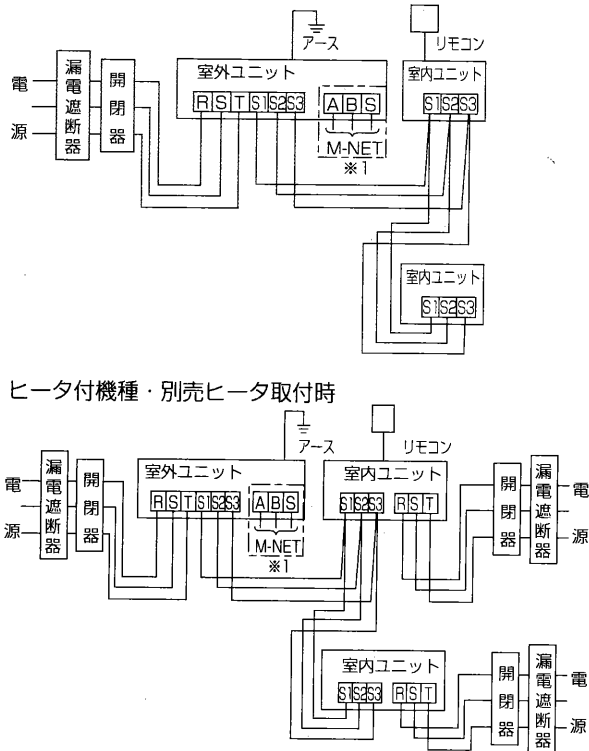 アース
リモコン
電
源
漏電遮断器
開閉器
室外ユニット
R S T S1 S2 S3
A B S
M-NET
※1
室内ユニット
S1 S2 S3
室内ユニット
S1 S2 S3
ヒータ付機種・別売ヒータ取付時
アース
リモコン
電
源
漏電遮断器
開閉器
室外ユニット
R S T S1 S2 S3
A B S
M-NET
※1
室内ユニット
S1 S2 S3
R S T
開閉器
漏電遮断器
電
源
室内ユニット
S1 S2 S3
R S T
開閉器
漏電遮断器
電
源